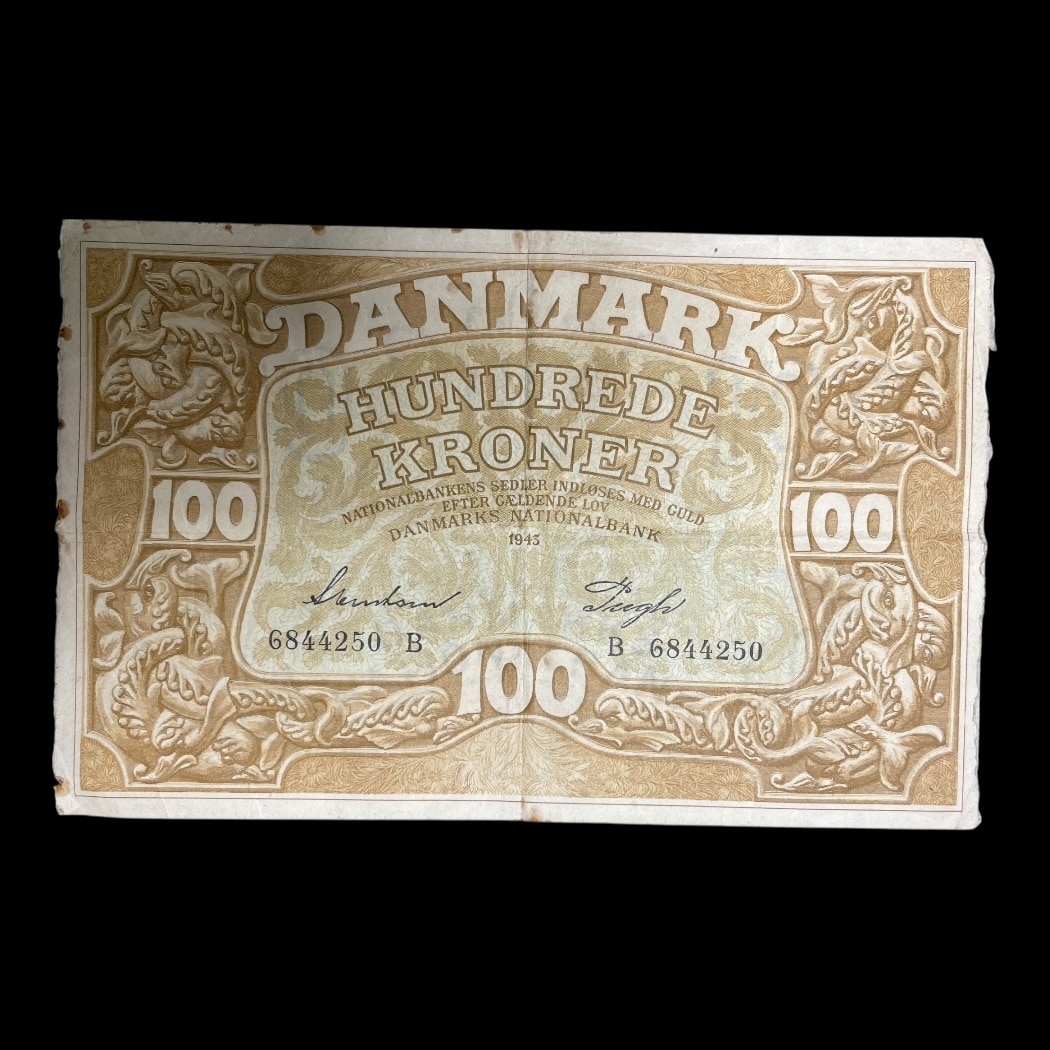 DANMARK
HUNDREDE
KRONER
NATIONALBANKENS SEDLER INDLØSES MED GULD
EFTER GÆLDENDE LOV
DANMARKS NATIONALBANK
1943
100 100
Svendsen
6844250 B B 6844250
100